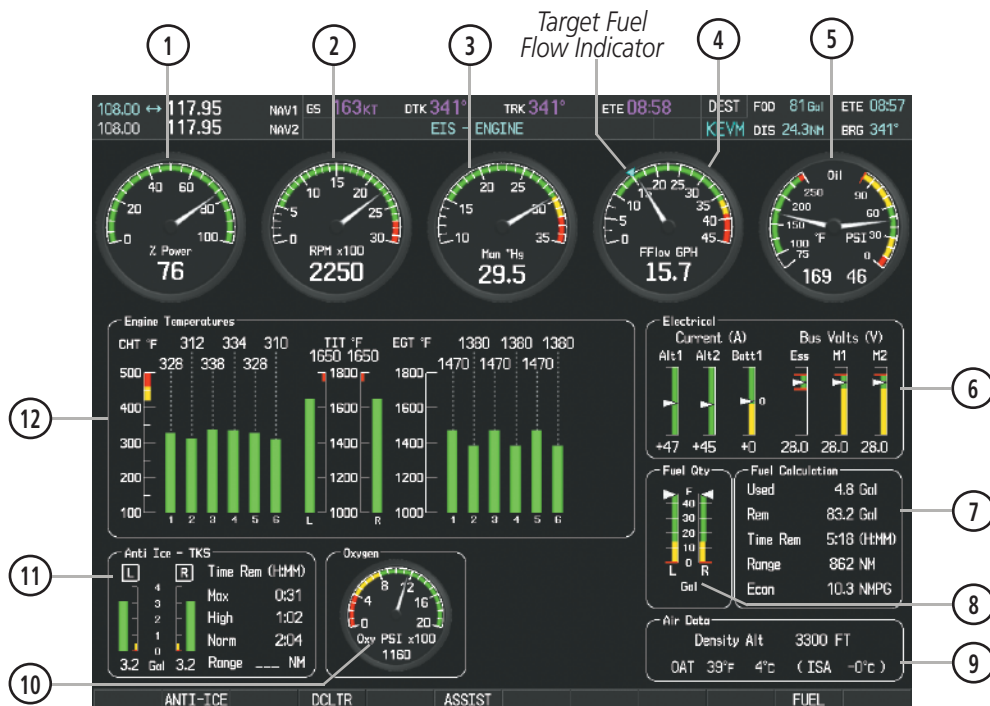 Target Fuel
Flow Indicator
1 2 3 4 5
108.00 ↔ 117.95 NAV1 GS 163KT DTK 341° TRK 341° ETE 08:58 DEST FOD 81Gal ETE 08:57
108.00 117.95 NAV2 EIS - ENGINE KEVM DIS 24.3NM BRG 341°
0 20 40 60 80 100
% Power
76
0 5 10 15 20 25 30
RPM x100
2250
10 15 20 25 30 35
Man "Hg
29.5
0 5 10 15 20 25 30 35 40 45
FFlow GPH
15.7
Oil
250 200 150 100 75
°F
169
90 60 30 0
PSI
46
Engine Temperatures
CHT °F 312 334 310 TIT °F EGT °F 1380 1380 1380
328 338 328 1650 1650 1470 1470 1470
500 400 300 200 100
1 2 3 4 5 6
1800 1600 1400 1200 1000
L
1800 1600 1400 1200 1000
R
1800 1600 1400 1200 1000
1 2 3 4 5 6
12
Electrical
Current (A) Bus Volts (V)
Alt1 Alt2 Batt1 Ess M1 M2
0
+47 +45 +0 28.0 28.0 28.0
6
Fuel Qty
F
40
30
20
10
0
L R
Gal
8
Fuel Calculation
Used 4.8 Gal
Rem 83.2 Gal
Time Rem 5:18 (H:MM)
Range 862 NM
Econ 10.3 NMPG
7
Anti Ice - TKS
L R Time Rem (H:MM)
4
3
2
1
0
Max 0:31
High 1:02
Norm 2:04
3.2 Gal 3.2 Range ___ NM
11
Oxygen
0 4 8 12 16 20
Oxy PSI x100
1160
10
Air Data
Density Alt 3300 FT
OAT 39°F 4°C ( ISA -0°C )
9
ANTI-ICE DCLTR ASSIST FUEL